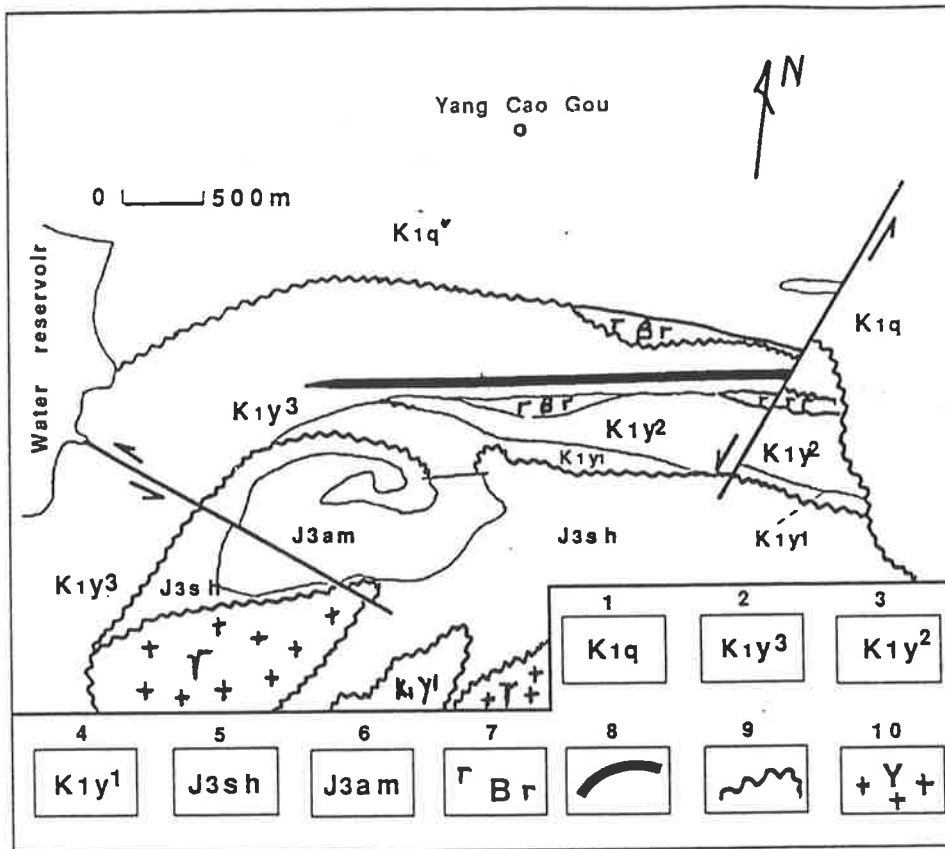 N
Yang Cao Gou
0 500m
K1q
Water reservoir
K1q
r B r
K1y3
r B r
r r r
K1y2
K1y1
K1y2
J3am
J3sh
K1y1
K1y3
J3sh
r
K1y1
r
1 2 3
K1q K1y3 K1y2
4 5 6 7 8 9 10
K1y1 J3sh J3am r B r Y